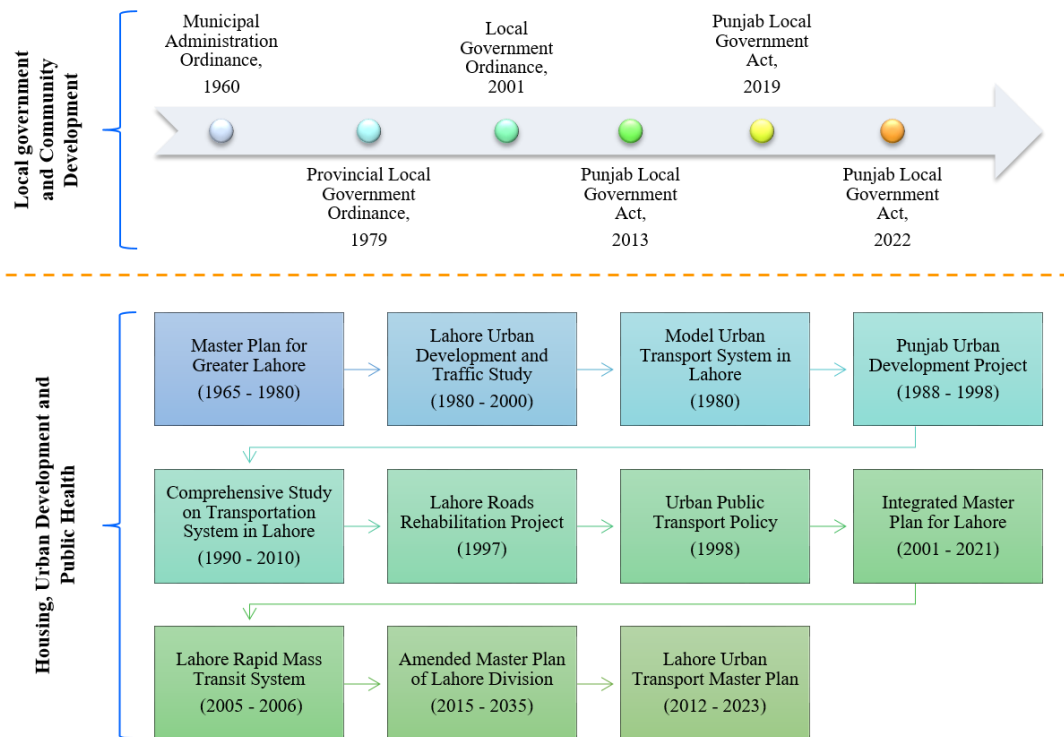 Local government
and Community
Development
Municipal
Administration
Ordinance,
1960
Local
Government
Ordinance,
2001
Punjab Local
Government
Act,
2019
Provincial Local
Government
Ordinance,
1979
Punjab Local
Government
Act,
2013
Punjab Local
Government
Act,
2022
Housing, Urban Development and
Public Health
Master Plan for
Greater Lahore
(1965 - 1980)
Lahore Urban
Development and
Traffic Study
(1980 - 2000)
Model Urban
Transport System in
Lahore
(1980)
Punjab Urban
Development Project
(1988 - 1998)
Comprehensive Study
on Transportation
System in Lahore
(1990 - 2010)
Lahore Roads
Rehabilitation Project
(1997)
Urban Public
Transport Policy
(1998)
Integrated Master
Plan for Lahore
(2001 - 2021)
Lahore Rapid Mass
Transit System
(2005 - 2006)
Amended Master Plan
of Lahore Division
(2015 - 2035)
Lahore Urban
Transport Master Plan
(2012 - 2023)